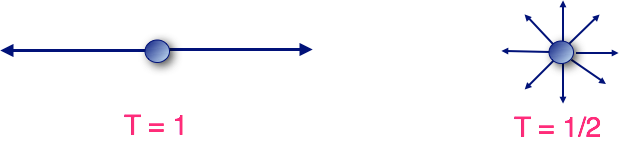 T = 1
T = 1/2